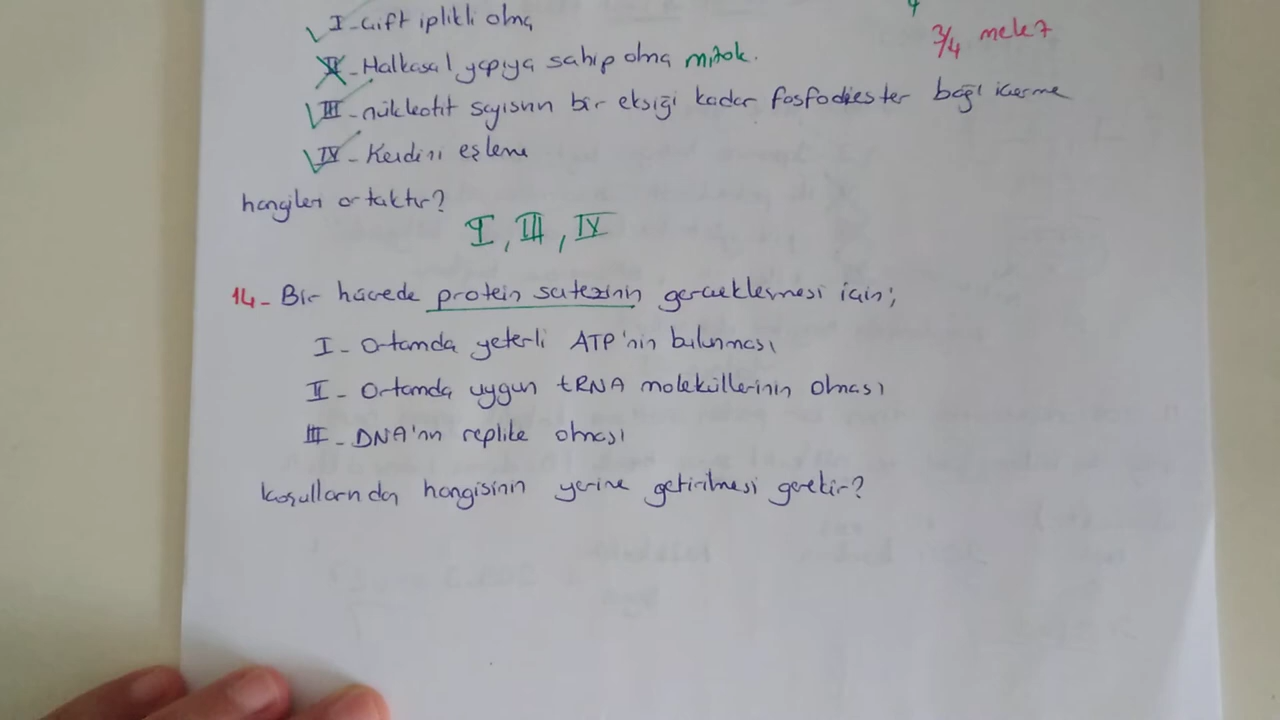 I - Çift iplikli olma
3/4 melez
II - Halkasal yapıya sahip olma mitok.
III - nükleotit sayısının bir eksiği kadar fosfodiester bağı içerme
IV - Kendini eşleme
hangileri ortaktır?
I, III, IV
14- Bir hücrede protein sentezinin gerçekleşmesi için;
I - Ortamda yeterli ATP'nin bulunması
II - Ortamda uygun tRNA moleküllerinin olması
III - DNA'nın replike olması
koşullarından hangisinin yerine getirilmesi gerekir?